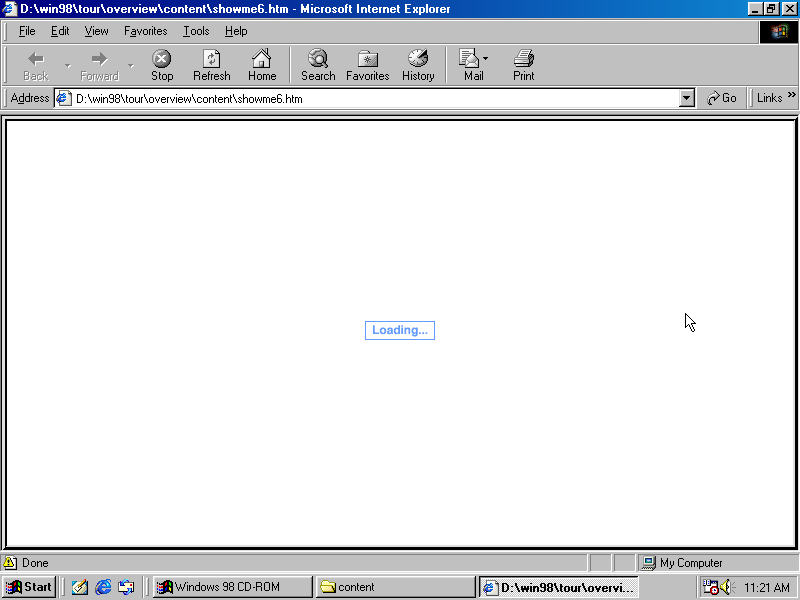 D:\win98\tour\overview\content\showme6.htm - Microsoft Internet Explorer
File Edit View Favorites Tools Help
Back Forward Stop Refresh Home Search Favorites History Mail Print
Address D:\win98\tour\overview\content\showme6.htm Go Links »
Loading...
Done My Computer
Start Windows 98 CD-ROM content D:\win98\tour\overvi... 11:21 AM